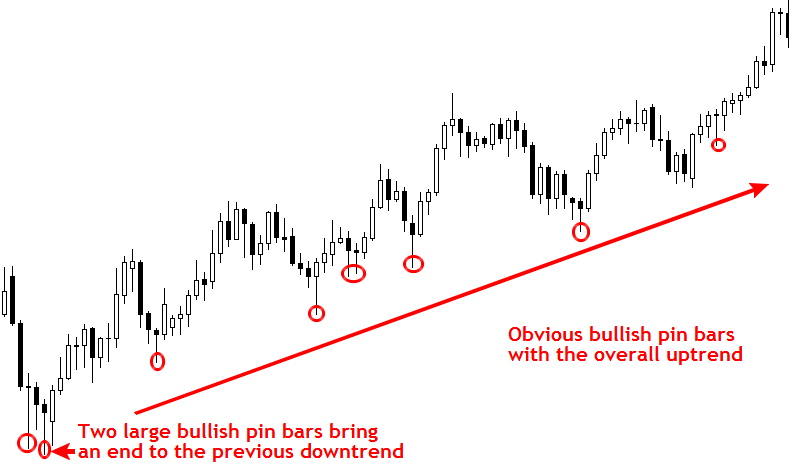 Obvious bullish pin bars
with the overall uptrend
Two large bullish pin bars bring
an end to the previous downtrend